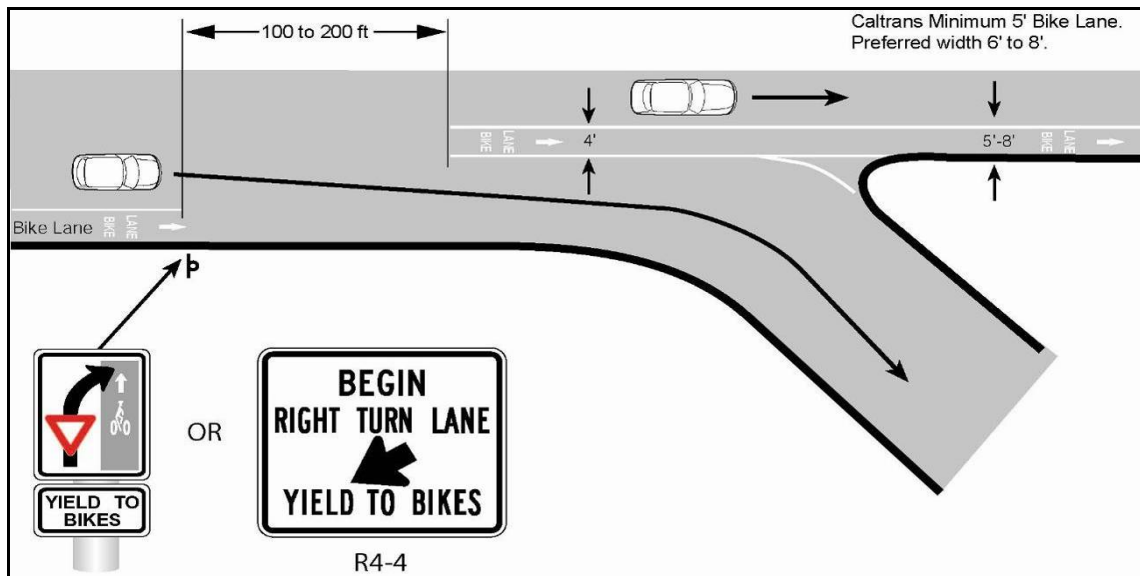 100 to 200 ft
Caltrans Minimum 5' Bike Lane.
Preferred width 6' to 8'.
BIKE
LANE
4'
5'-8'
BIKE
LANE
Bike Lane
BIKE
LANE
YIELD TO
BIKES
OR
BEGIN
RIGHT TURN LANE
YIELD TO BIKES
R4-4